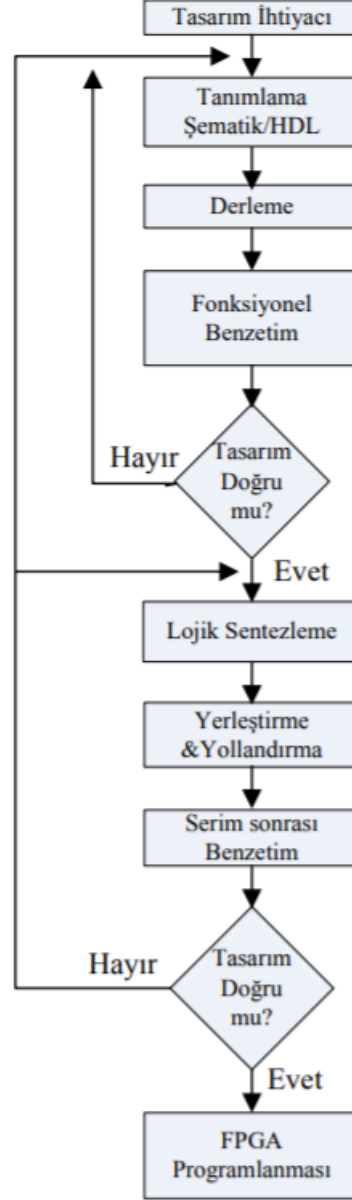 Tasarım İhtiyacı
Tanımlama
Şematik/HDL
Derleme
Fonksiyonel
Benzetim
Hayır
Tasarım
Doğru
mu?
Evet
Lojik Sentezleme
Yerleştirme
&Yollandırma
Serim sonrası
Benzetim
Hayır
Tasarım
Doğru
mu?
Evet
FPGA
Programlanması